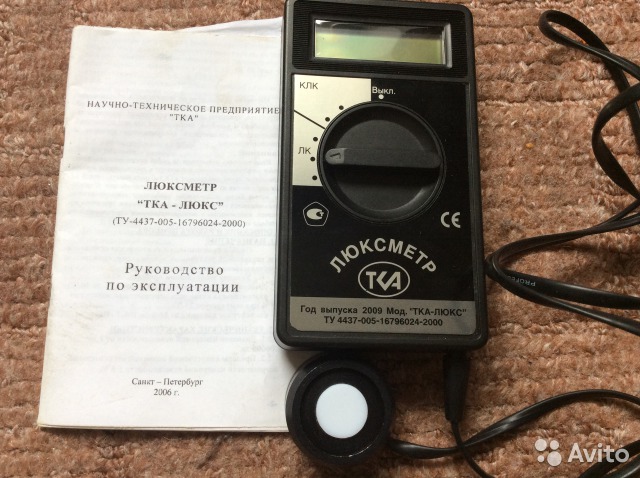 НАУЧНО-ТЕХНИЧЕСКОЕ ПРЕДПРИЯТИЕ
"ТКА"
ЛЮКСМЕТР
"ТКА - ЛЮКС"
(ТУ-4437-005-16796024-2000)
Руководство
по эксплуатации
Санкт – Петербург
2006 г.
КЛК
Выкл.
ЛК
CE
ЛЮКСМЕТР
ТКА
Год выпуска 2009 Мод. "ТКА-ЛЮКС"
ТУ 4437-005-16796024-2000
Avito